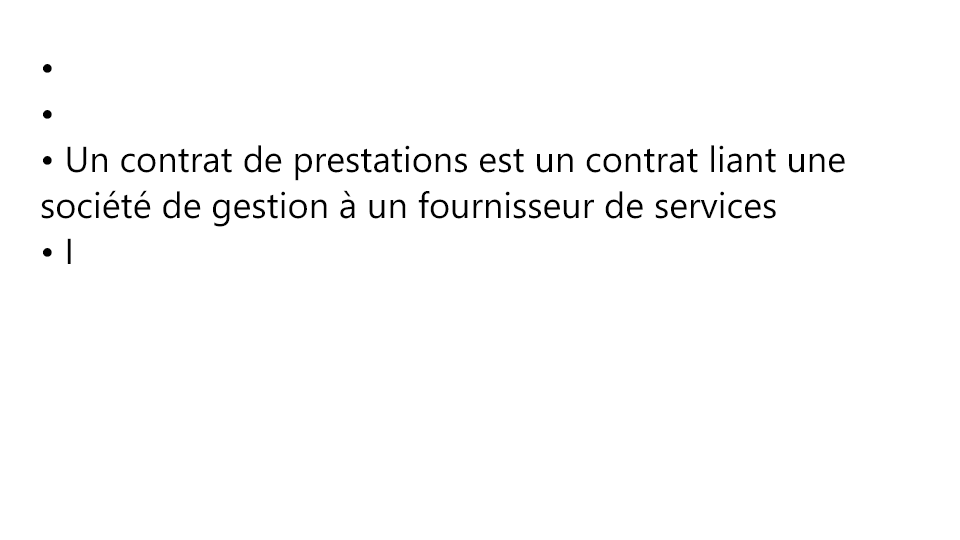 •
•
• Un contrat de prestations est un contrat liant une
société de gestion à un fournisseur de services
• l